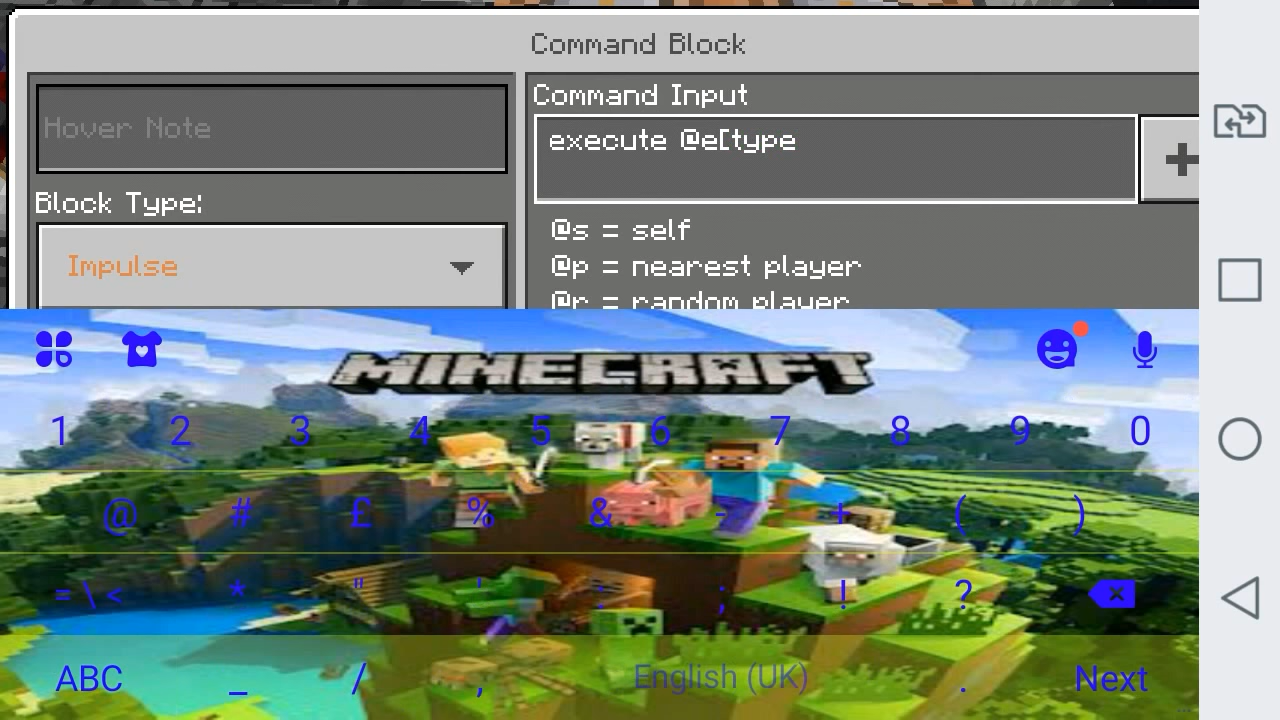 Command Block
Hover Note
Command Input
execute @e[type
+
Block Type:
@s = self
@p = nearest player
Impulse
@r = random player
MINECRAFT
1 2 3 4 5 6 7 8 9 0
@ # £ % & - + ( )
= \ < * " ' : ; ! ?
ABC _ / , English (UK) . Next